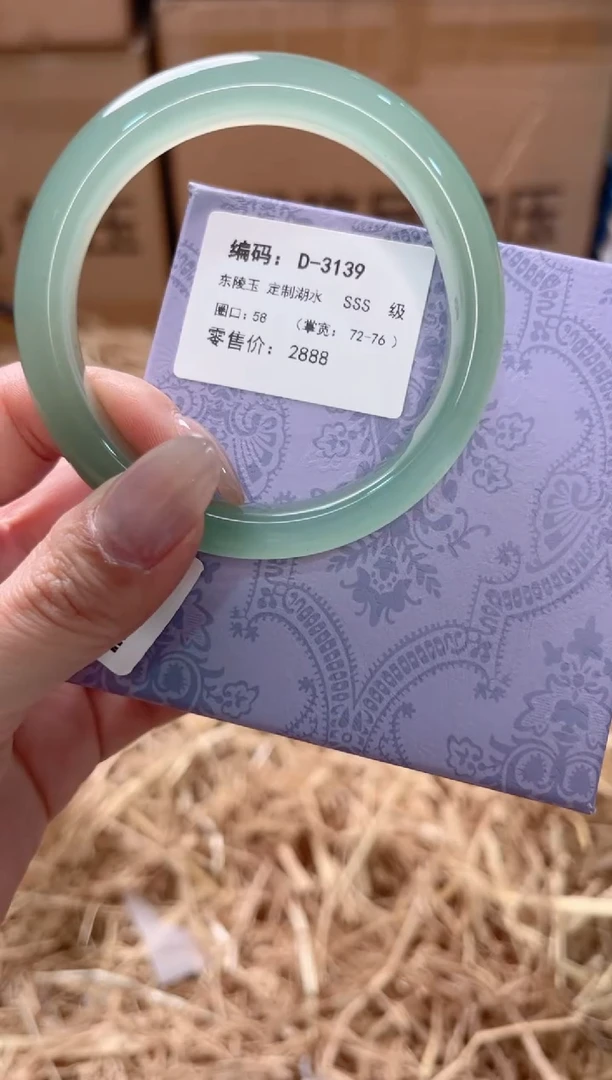 编码: D-3139
东陵玉 定制湖水 SSS 级
圈口: 58 (掌宽: 72-76 )
零售价: 2888